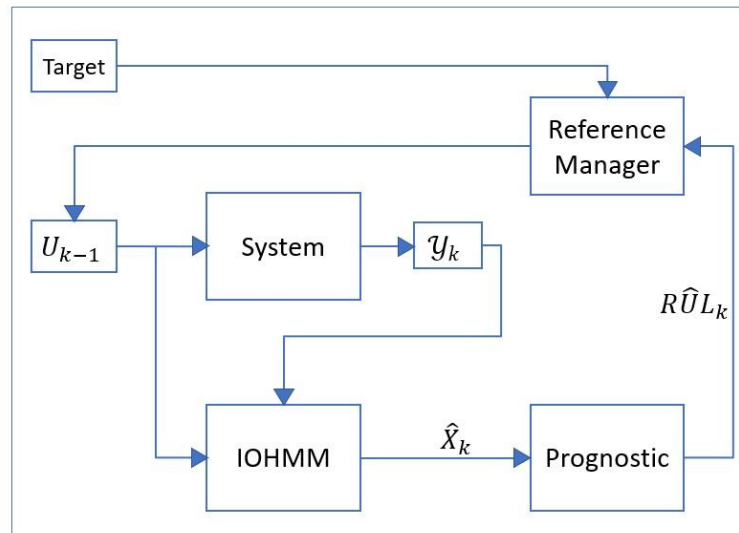 Target
Reference
Manager
U_{k−1}
System
𝒴_k
RÛL_k
IOHMM
X̂_k
Prognostic